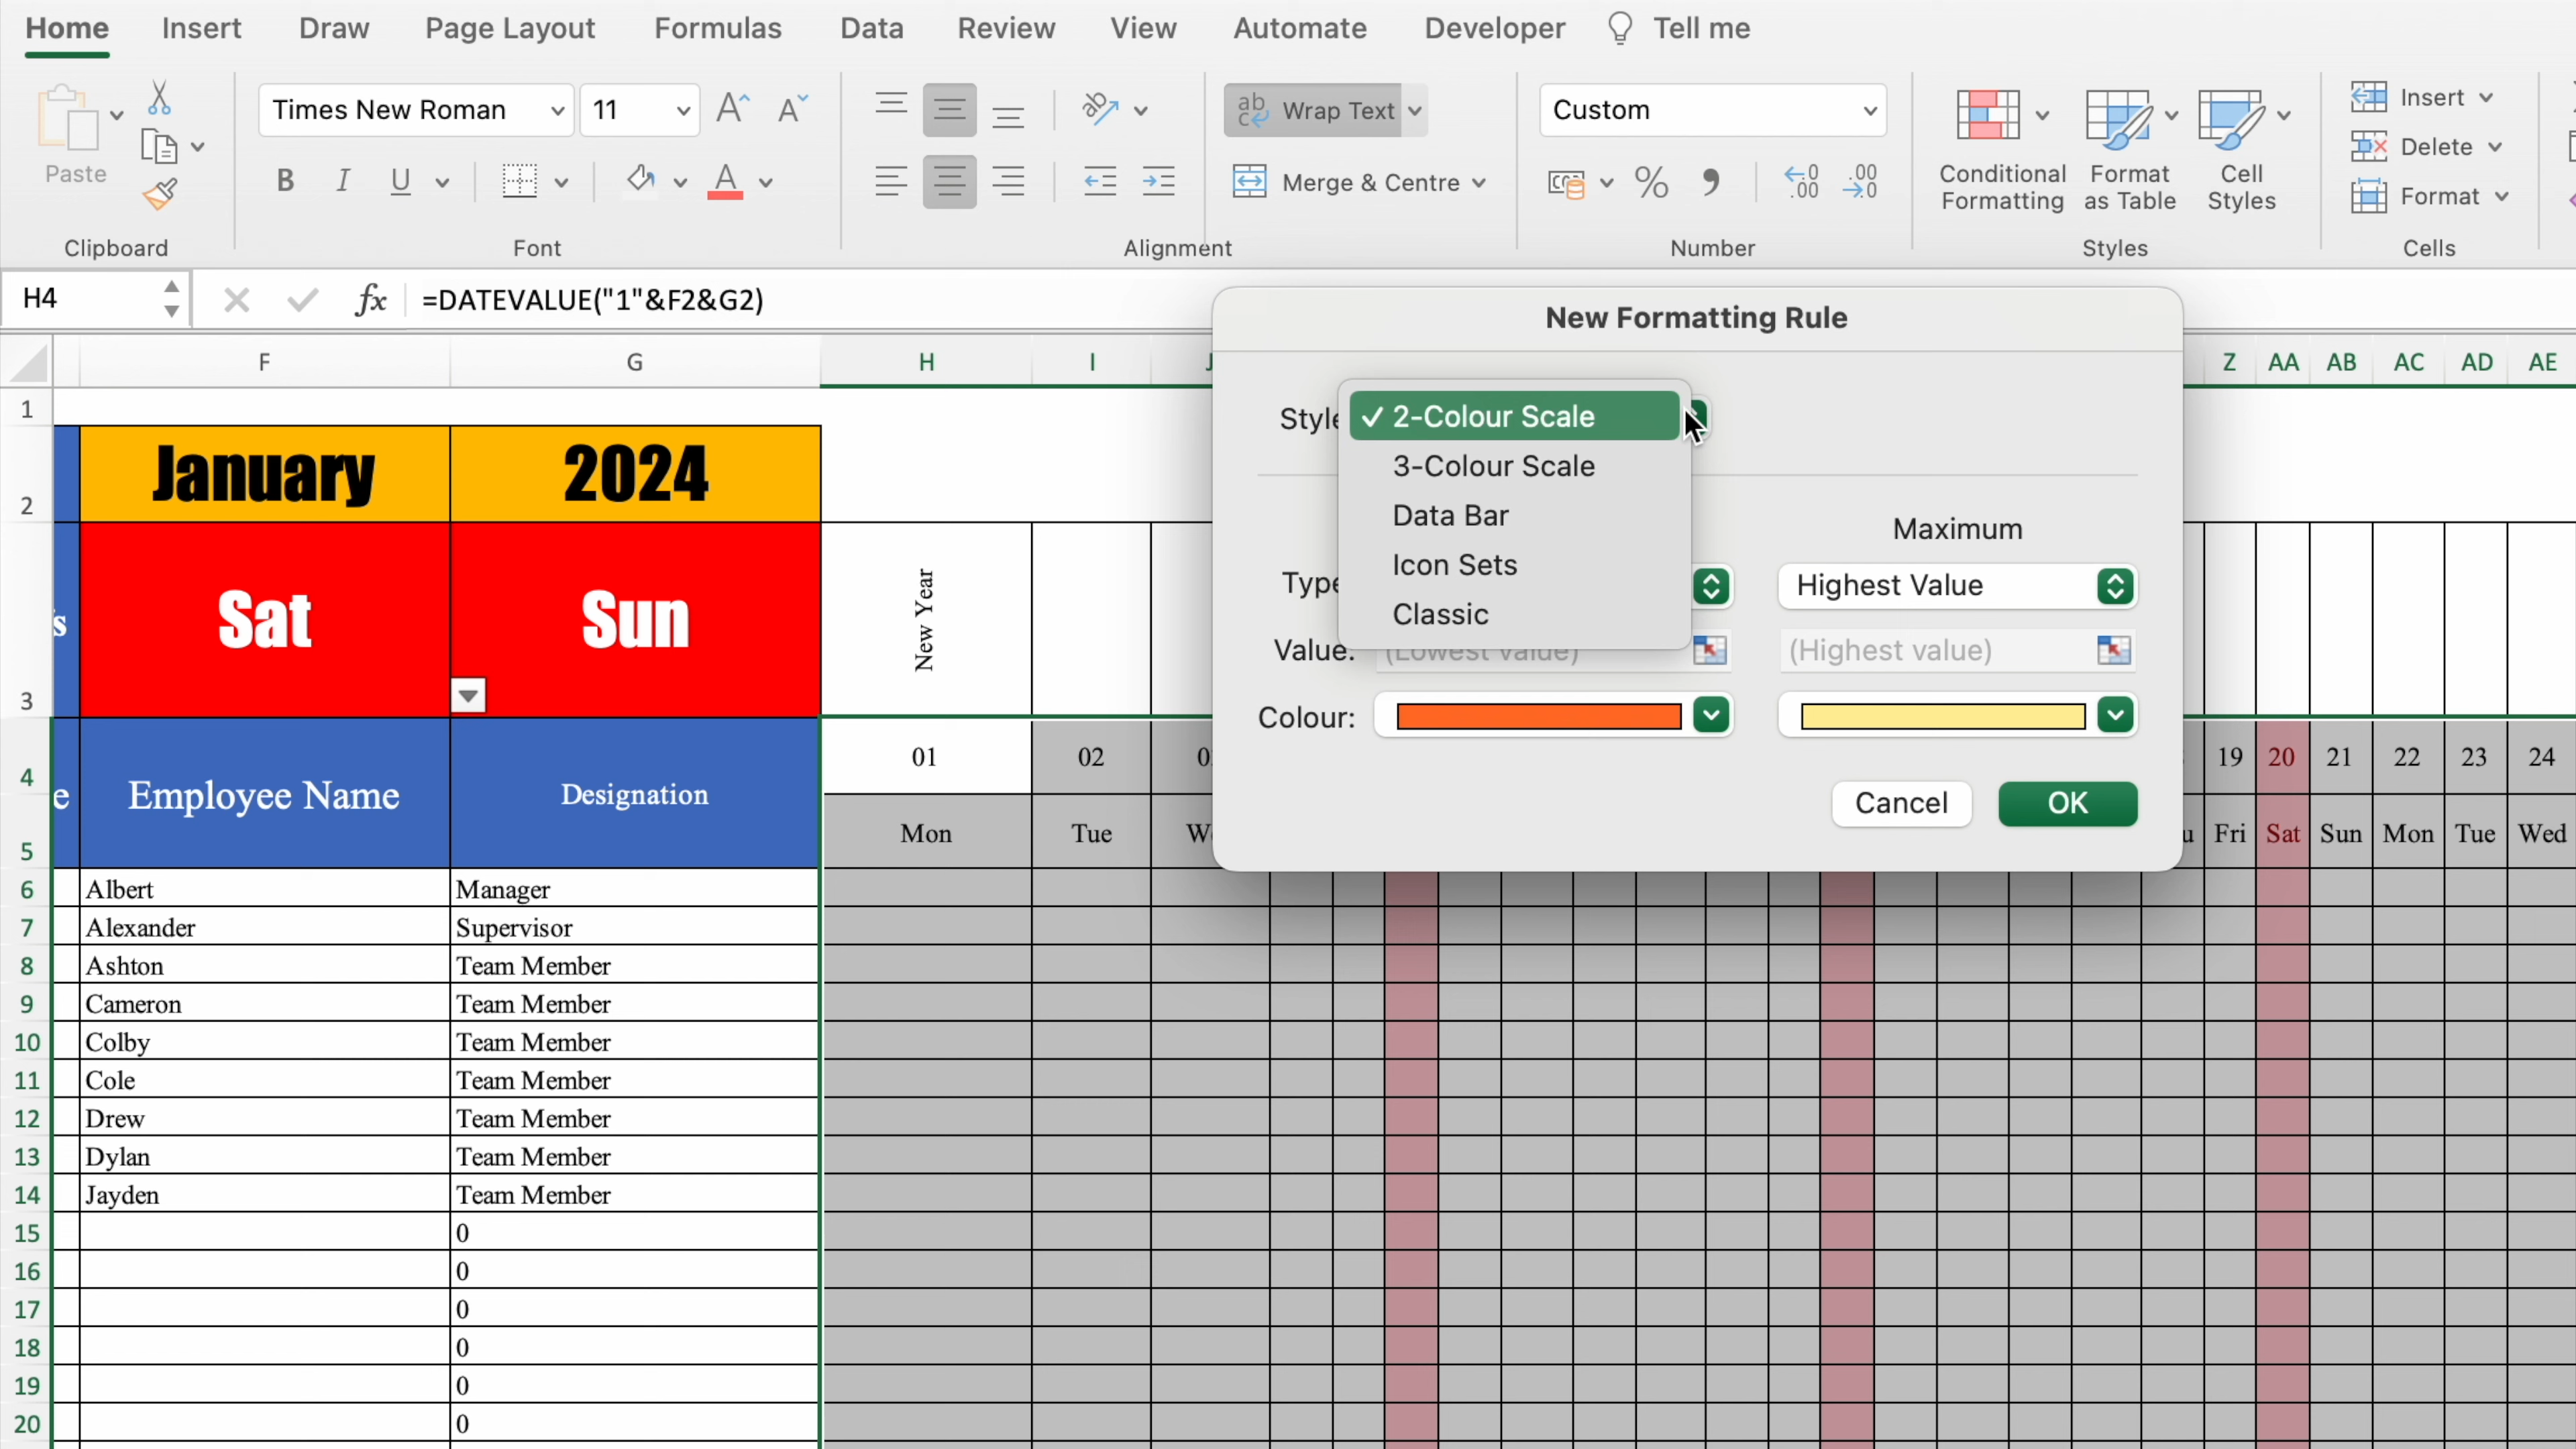 Home Insert Draw Page Layout Formulas Data Review View Automate Developer Tell me
Paste
Times New Roman 11
B I U A
ab Wrap Text
Merge & Centre
Custom
Conditional Formatting
Format as Table
Cell Styles
Insert
Delete
Format
Clipboard Font Alignment Number Styles Cells
H4 fx =DATEVALUE("1"&F2&G2)
F G H I Z AA AB AC AD AE
1
2 January 2024
3 Sat Sun New Year
4 Employee Name Designation 01 02 19 20 21 22 23 24
5 Mon Tue Fri Sat Sun Mon Tue Wed
6 Albert Manager
7 Alexander Supervisor
8 Ashton Team Member
9 Cameron Team Member
10 Colby Team Member
11 Cole Team Member
12 Drew Team Member
13 Dylan Team Member
14 Jayden Team Member
15 0
16 0
17 0
18 0
19 0
20 0
New Formatting Rule
Style
✓ 2-Colour Scale
3-Colour Scale
Data Bar
Icon Sets
Classic
Maximum
Type Highest Value
Value: (Lowest value) (Highest value)
Colour:
Cancel OK